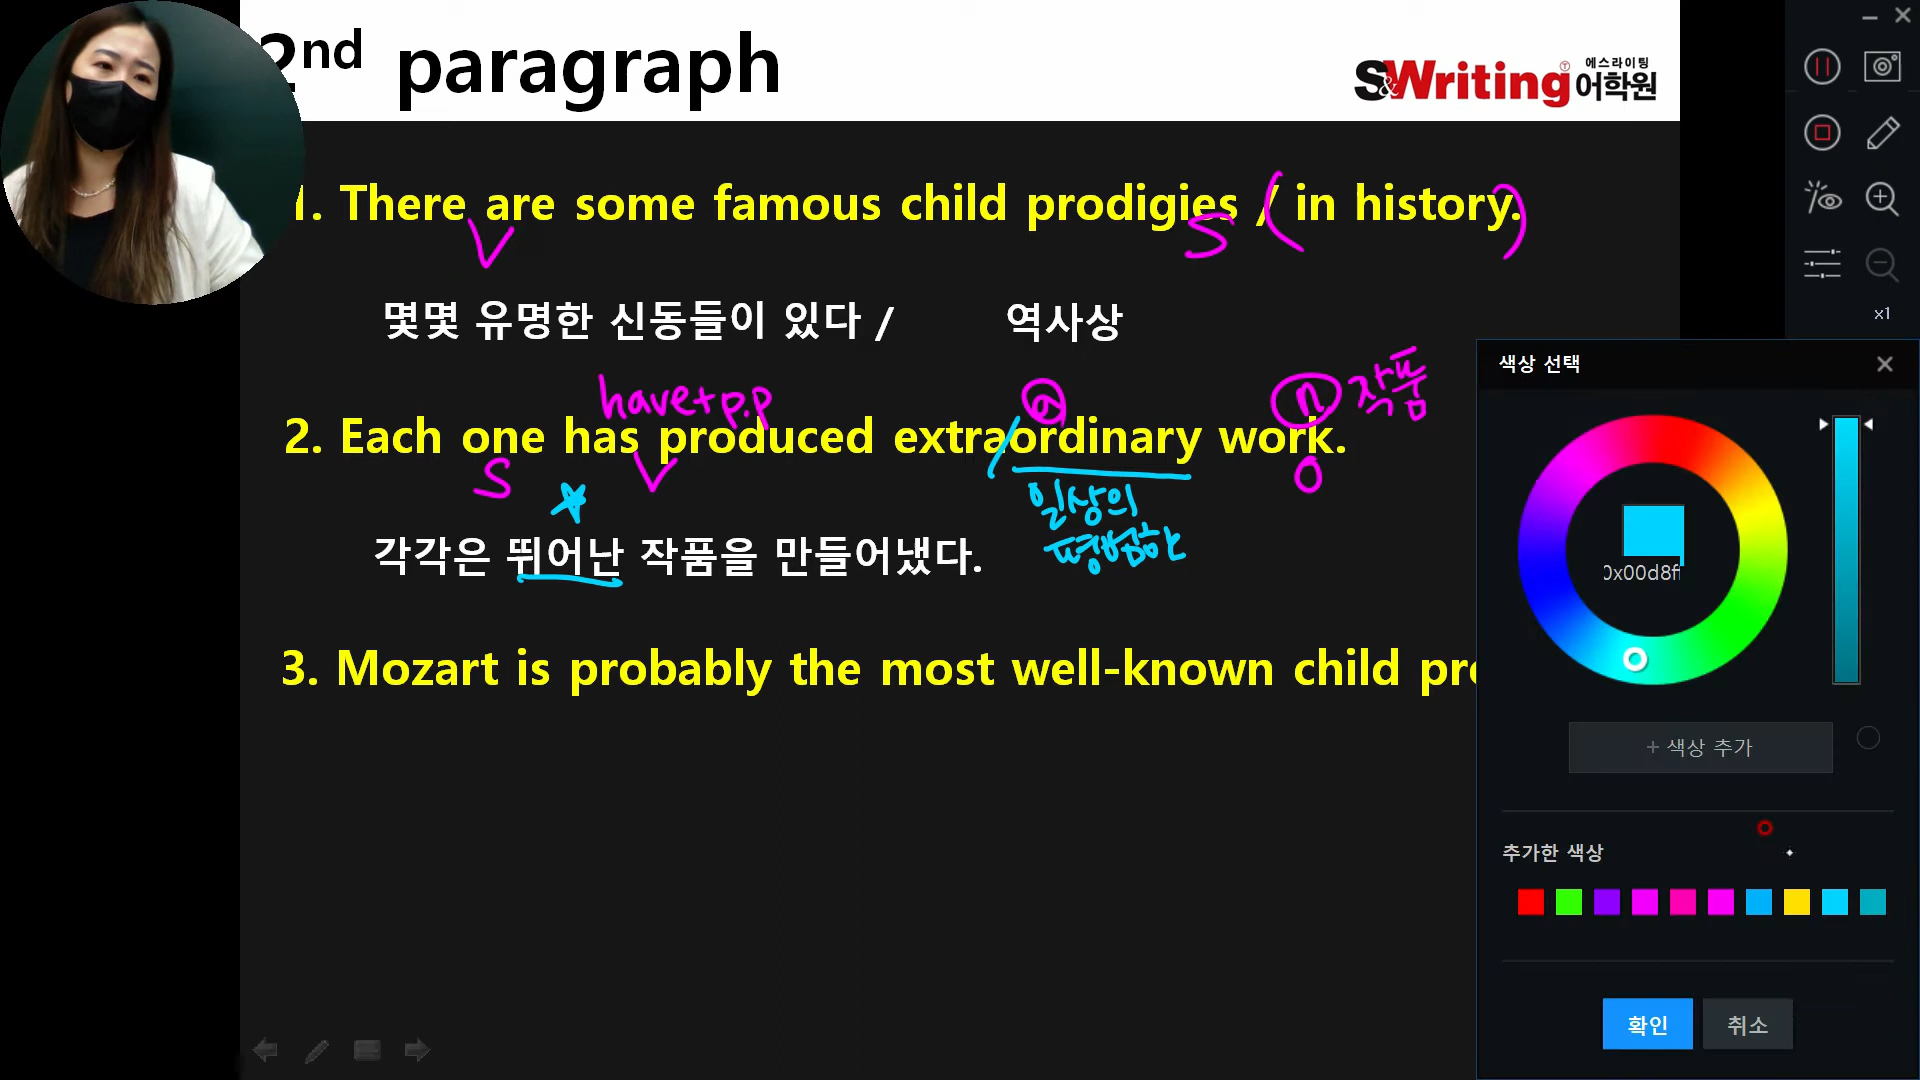 2nd paragraph
S&Writing 에스라이팅 어학원
1. There are some famous child prodigies / (in history.)
V S
몇몇 유명한 신동들이 있다 / 역사상
have+p.p a n 작품
2. Each one has produced extra/ordinary work.
S V O
일상의
평범한
각각은 뛰어난 작품을 만들어냈다.
3. Mozart is probably the most well-known child pr
x1
색상 선택
0x00d8ff
+ 색상 추가
추가한 색상
확인 취소